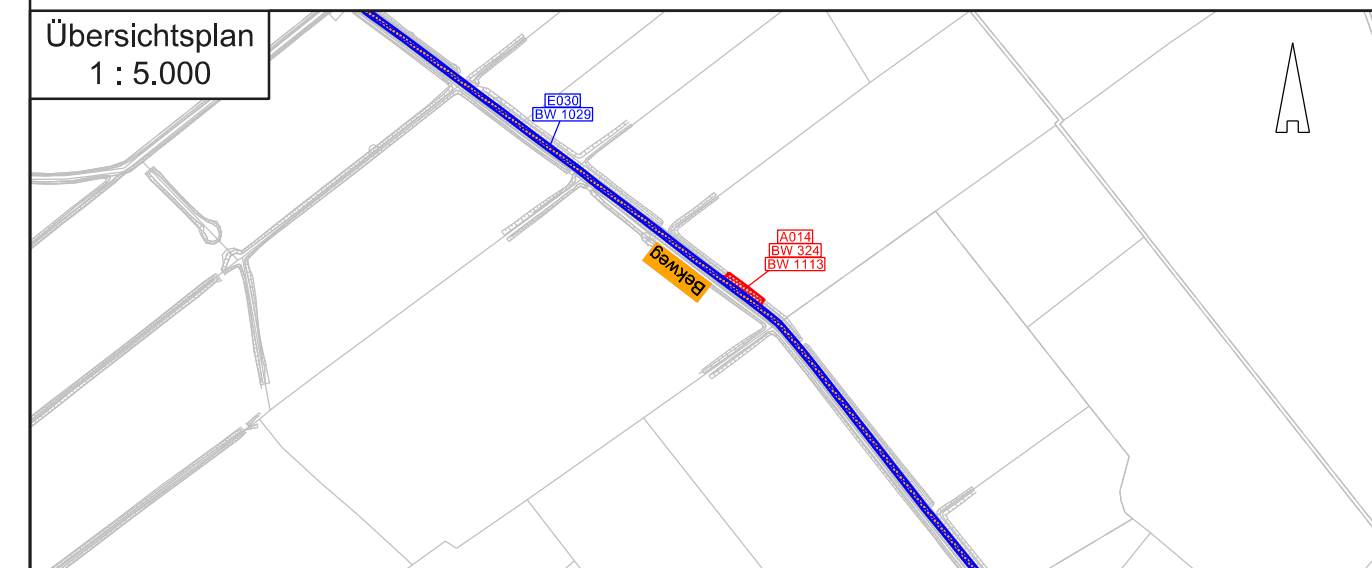 Übersichtsplan
1 : 5.000
E030
BW 1029
A014
BW 324
BW 1113
Bekweg